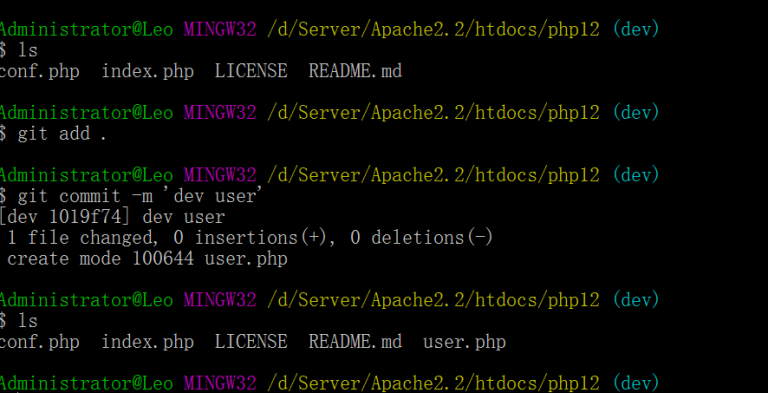 Administrator@Leo MINGW32 /d/Server/Apache2.2/htdocs/php12 (dev)
$ ls
conf.php  index.php  LICENSE  README.md
Administrator@Leo MINGW32 /d/Server/Apache2.2/htdocs/php12 (dev)
$ git add .
Administrator@Leo MINGW32 /d/Server/Apache2.2/htdocs/php12 (dev)
$ git commit -m 'dev user'
[dev 1019f74] dev user
 1 file changed, 0 insertions(+), 0 deletions(-)
 create mode 100644 user.php
Administrator@Leo MINGW32 /d/Server/Apache2.2/htdocs/php12 (dev)
$ ls
conf.php  index.php  LICENSE  README.md  user.php
Administrator@Leo MINGW32 /d/Server/Apache2.2/htdocs/php12 (dev)